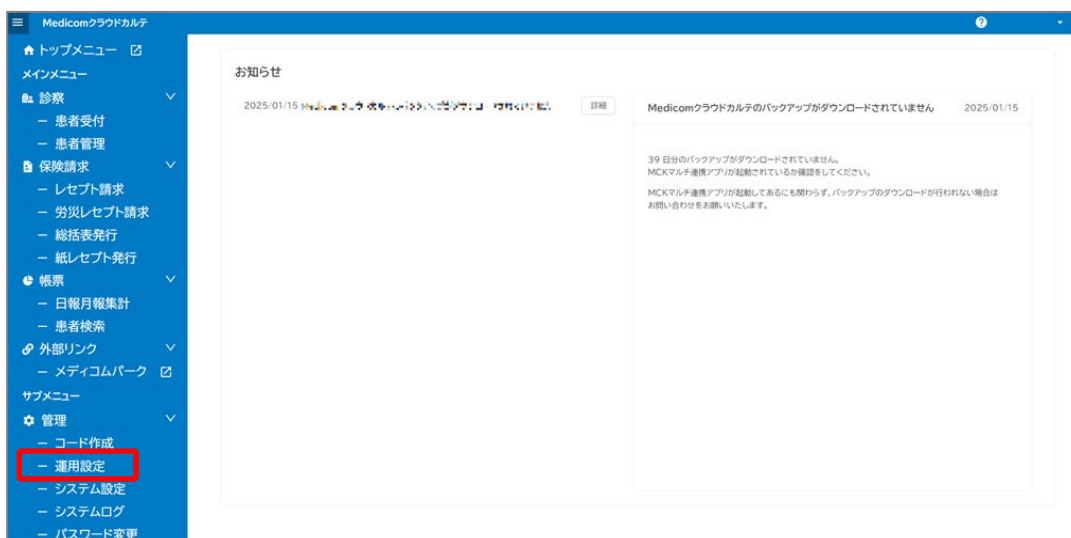 Medicomクラウドカルテ
トップメニュー
メインメニュー
診察
― 患者受付
― 患者管理
保険請求
― レセプト請求
― 労災レセプト請求
― 総括表発行
― 紙レセプト発行
帳票
― 日報月報集計
― 患者検索
外部リンク
― メディコムパーク
サブメニュー
管理
― コード作成
― 運用設定
― システム設定
― システムログ
― パスワード変更
お知らせ
2025/01/15
詳細
Medicomクラウドカルテのバックアップがダウンロードされていません 2025/01/15
39 日分のバックアップがダウンロードされていません。
MCKマルチ連携アプリが起動されているか確認をしてください。
MCKマルチ連携アプリが起動してあるにも関わらず、バックアップのダウンロードが行われない場合は
お問い合わせをお願いいたします。